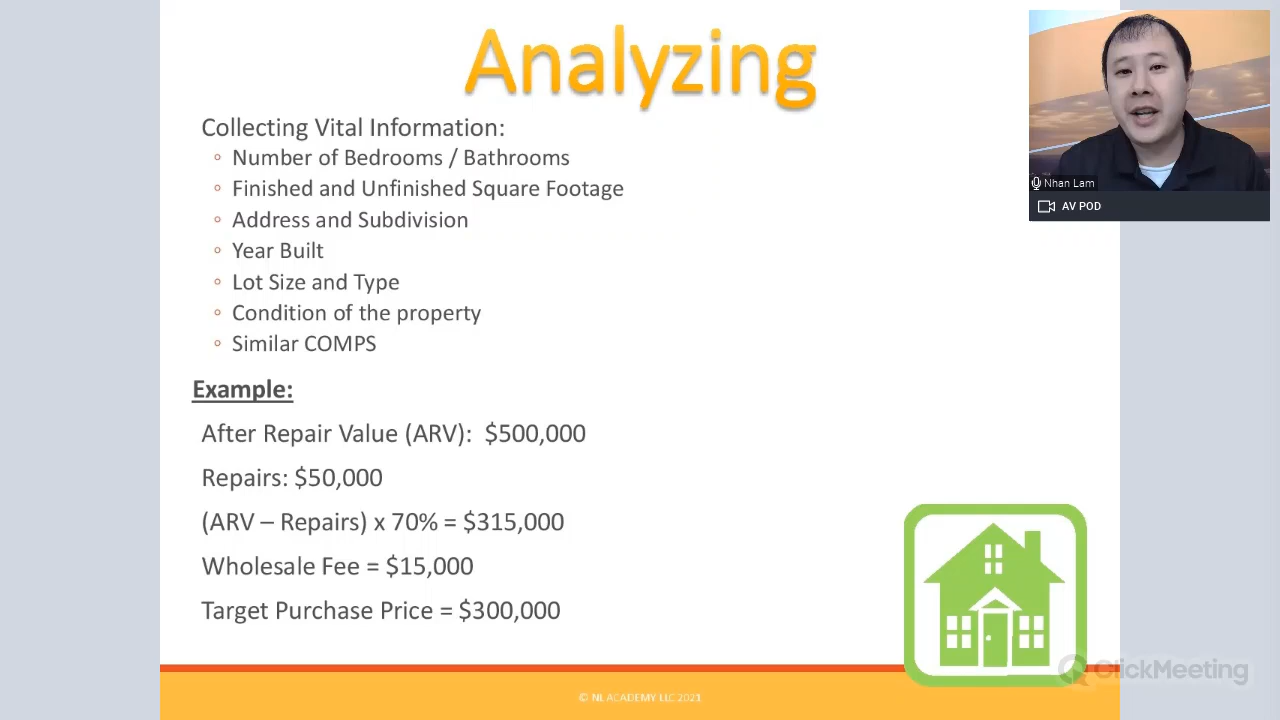 Analyzing
Collecting Vital Information:
◦ Number of Bedrooms / Bathrooms
◦ Finished and Unfinished Square Footage
◦ Address and Subdivision
◦ Year Built
◦ Lot Size and Type
◦ Condition of the property
◦ Similar COMPS
Example:
After Repair Value (ARV): $500,000
Repairs: $50,000
(ARV – Repairs) x 70% = $315,000
Wholesale Fee = $15,000
Target Purchase Price = $300,000
© NL ACADEMY LLC 2021
Nhan Lam
AV POD
ClickMeeting